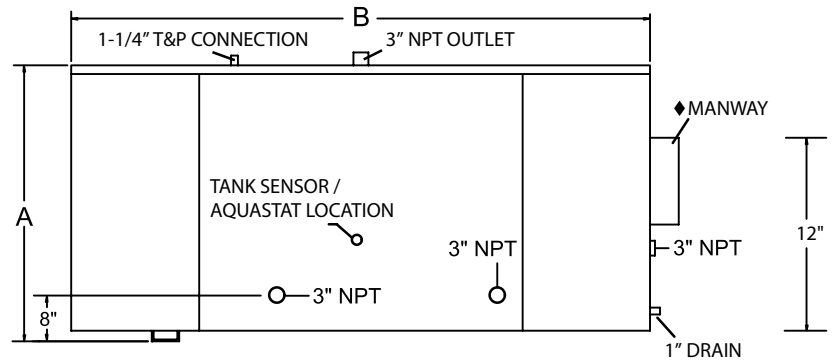 B
1-1/4” T&P CONNECTION
3” NPT OUTLET
♦MANWAY
A
TANK SENSOR /
AQUASTAT LOCATION
12"
3" NPT
3" NPT
3" NPT
8"
1” DRAIN